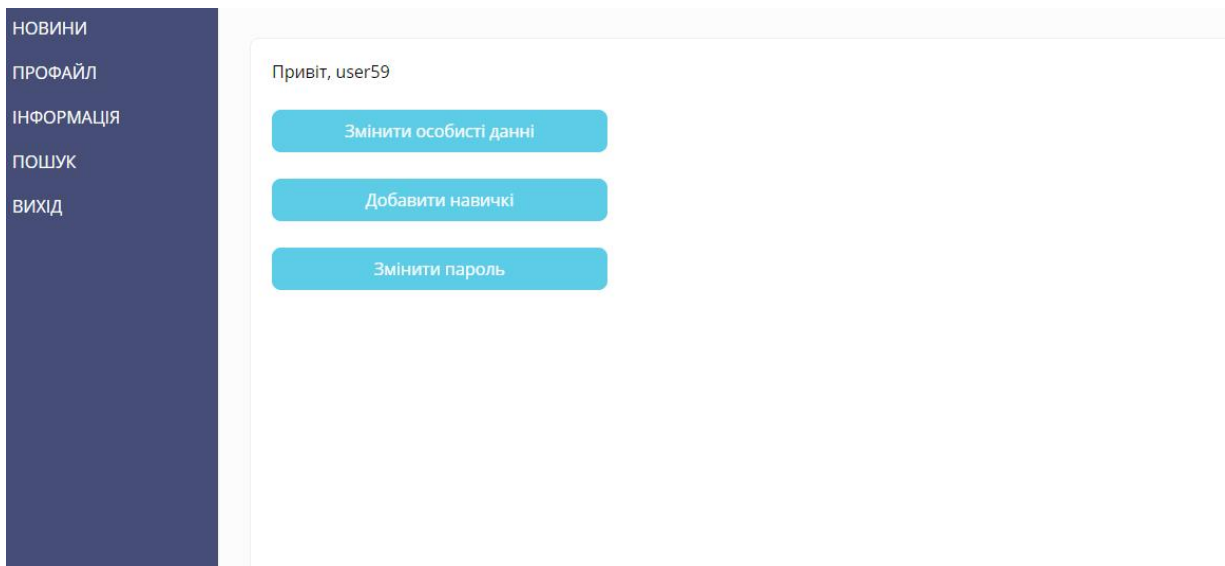 НОВИНИ
ПРОФАЙЛ
ІНФОРМАЦІЯ
ПОШУК
ВИХІД
Привіт, user59
Змінити особисті данні
Добавити навичкі
Змінити пароль